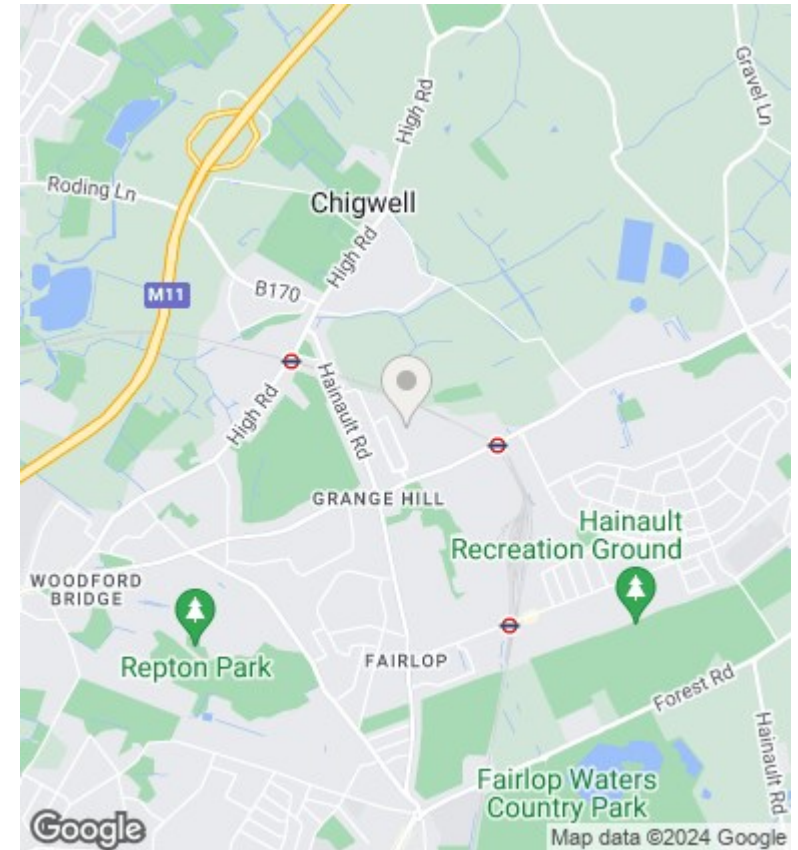 High Rd
Gravel Ln
Roding Ln
Chigwell
High Rd
B170
M11
Hainault Rd
High Rd
GRANGE HILL
Hainault
Recreation Ground
WOODFORD
BRIDGE
Repton Park
FAIRLOP
Forest Rd
Hainault Rd
Fairlop Waters
Country Park
Google
Map data ©2024 Google